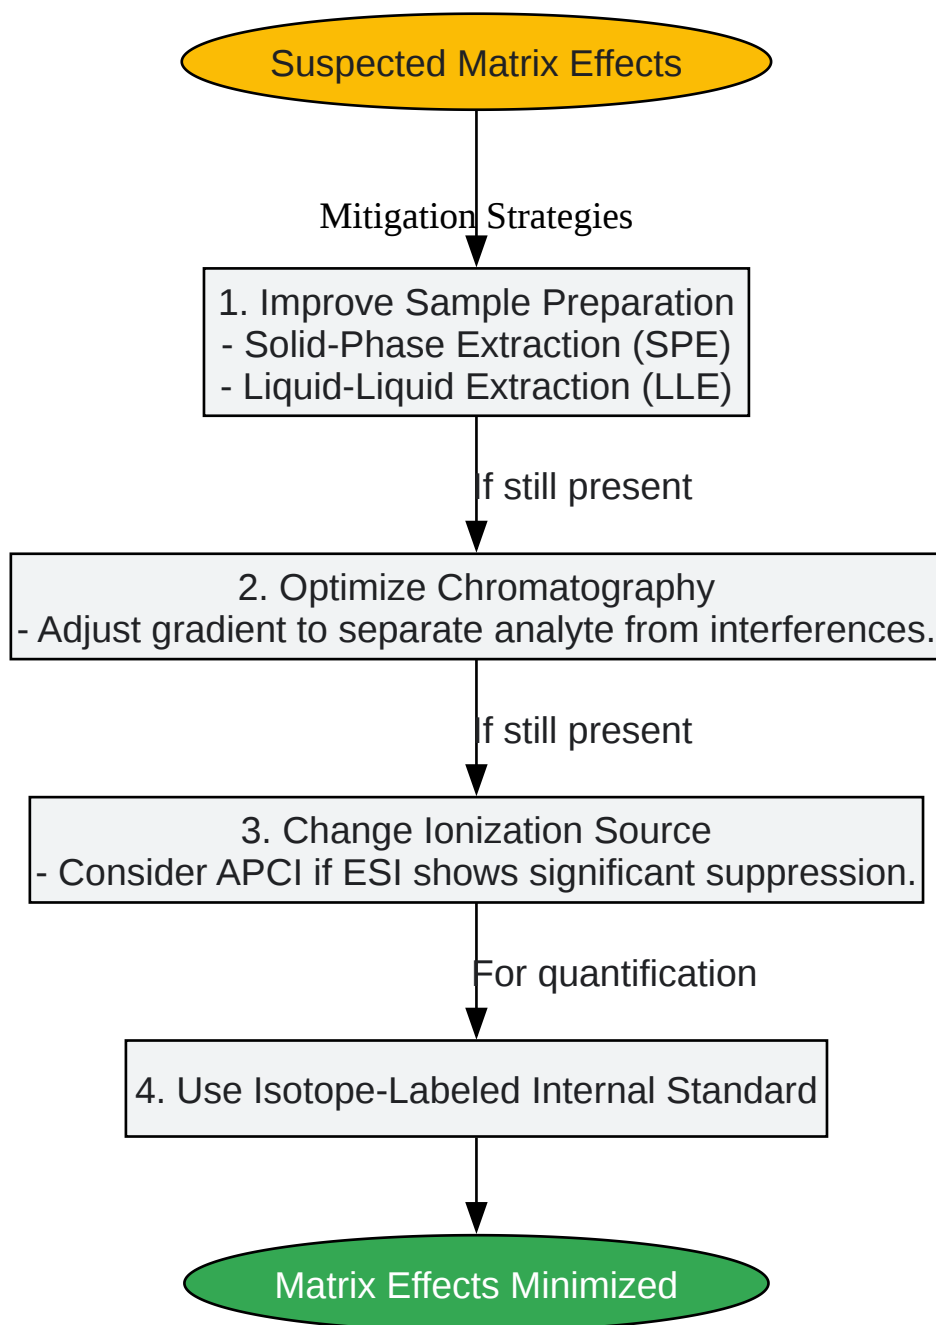 Suspected Matrix Effects
Mitigation Strategies
1. Improve Sample Preparation
- Solid-Phase Extraction (SPE)
- Liquid-Liquid Extraction (LLE)
If still present
2. Optimize Chromatography
- Adjust gradient to separate analyte from interferences.
If still present
3. Change Ionization Source
- Consider APCI if ESI shows significant suppression.
For quantification
4. Use Isotope-Labeled Internal Standard
Matrix Effects Minimized